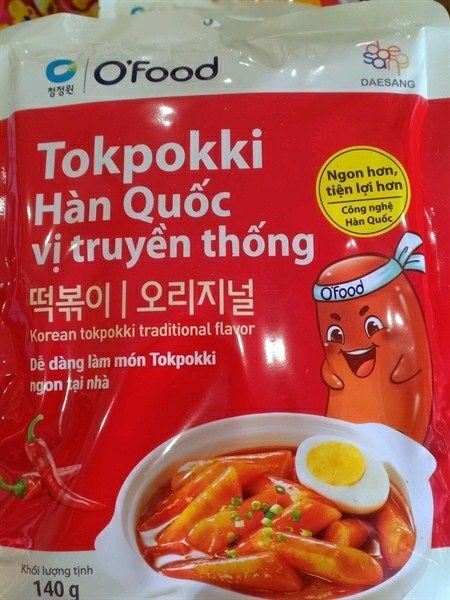 청정원
O'Food
daesang
DAESANG
Tokpokki
Hàn Quốc
vị truyền thống
Ngon hơn,
tiện lợi hơn
Công nghệ
Hàn Quốc
떡볶이 | 오리지널
Korean tokpokki traditional flavor
Dễ dàng làm món Tokpokki
ngon tại nhà
O'Food
Khối lượng tịnh
140 g